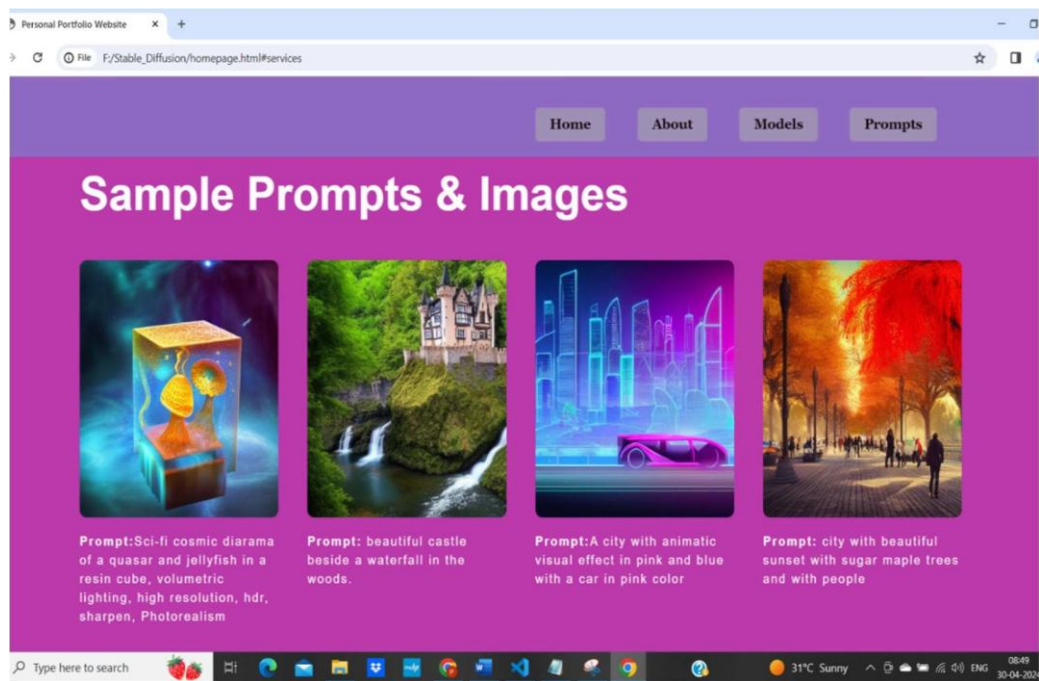 Personal Portfolio Website
File F:/Stable_Diffusion/homepage.html#services
Home About Models Prompts
Sample Prompts & Images
Prompt:Sci-fi cosmic diarama
of a quasar and jellyfish in a
resin cube, volumetric
lighting, high resolution, hdr,
sharpen, Photorealism
Prompt: beautiful castle
beside a waterfall in the
woods.
Prompt:A city with animatic
visual effect in pink and blue
with a car in pink color
Prompt: city with beautiful
sunset with sugar maple trees
and with people
Type here to search
31°C Sunny
ENG
08:49
30-04-2024